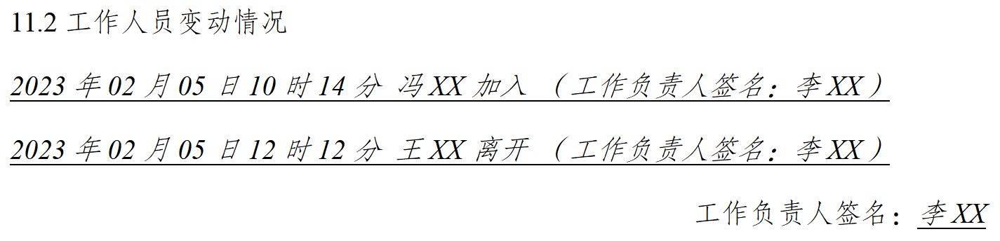 11.2 工作人员变动情况
2023 年 02 月 05 日 10 时 14 分 冯 XX 加入 （工作负责人签名：李 XX）
2023 年 02 月 05 日 12 时 12 分 王 XX 离开 （工作负责人签名：李 XX）
工作负责人签名：李 XX